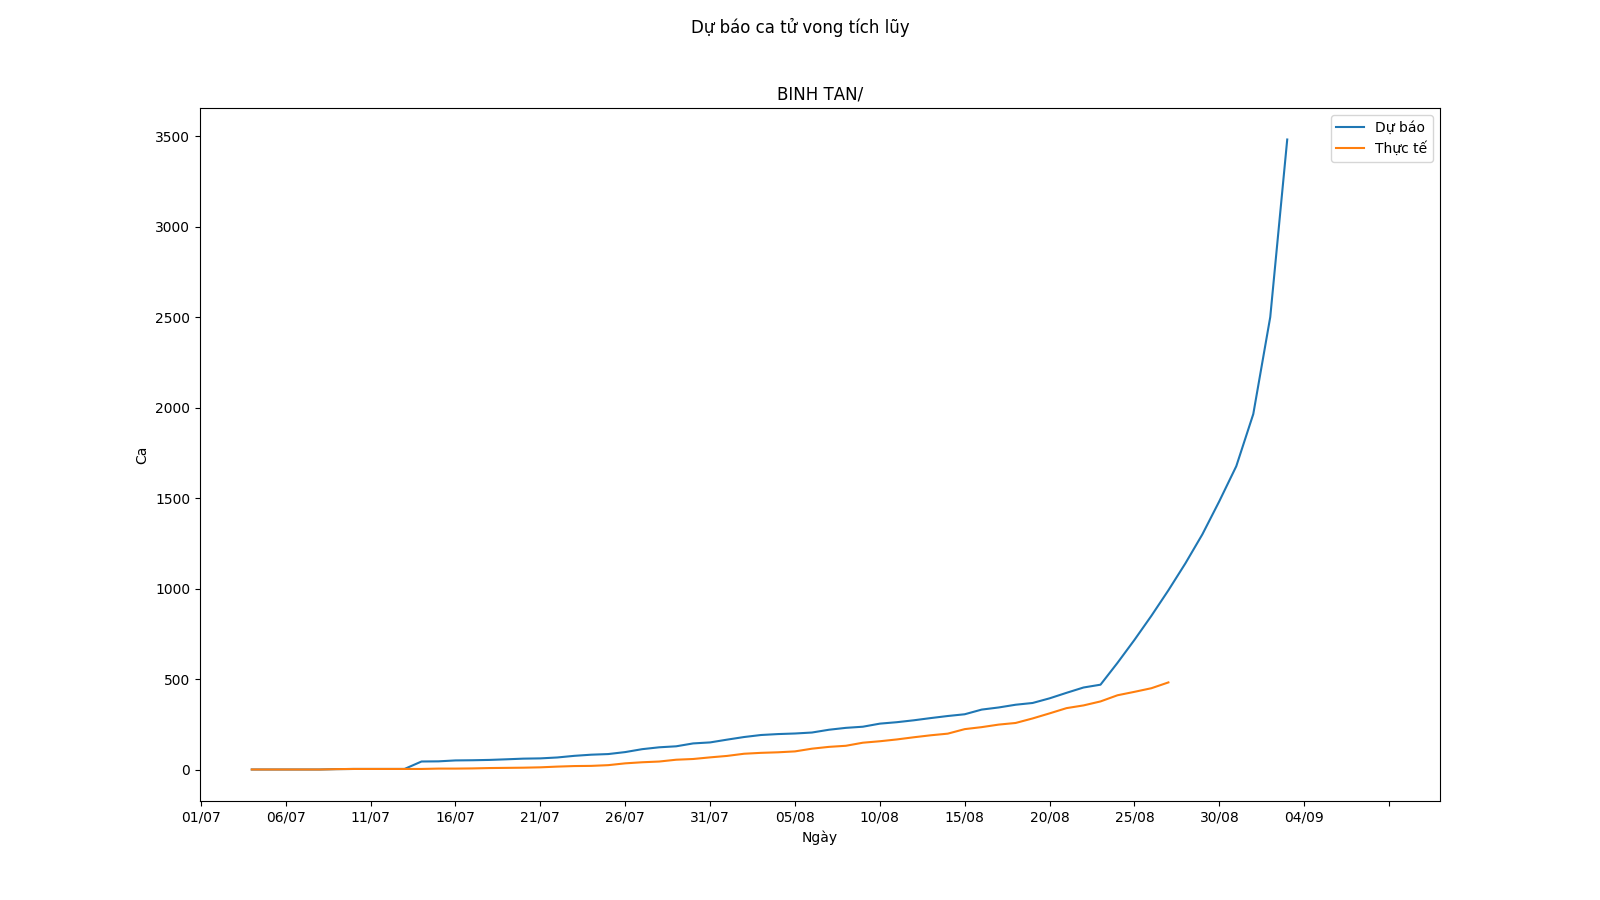 Dự báo ca tử vong tích lũy
BINH TAN/
Dự báo
Thực tế
3500
3000
2500
2000
1500
1000
500
0
Ca
01/07 06/07 11/07 16/07 21/07 26/07 31/07 05/08 10/08 15/08 20/08 25/08 30/08 04/09
Ngày